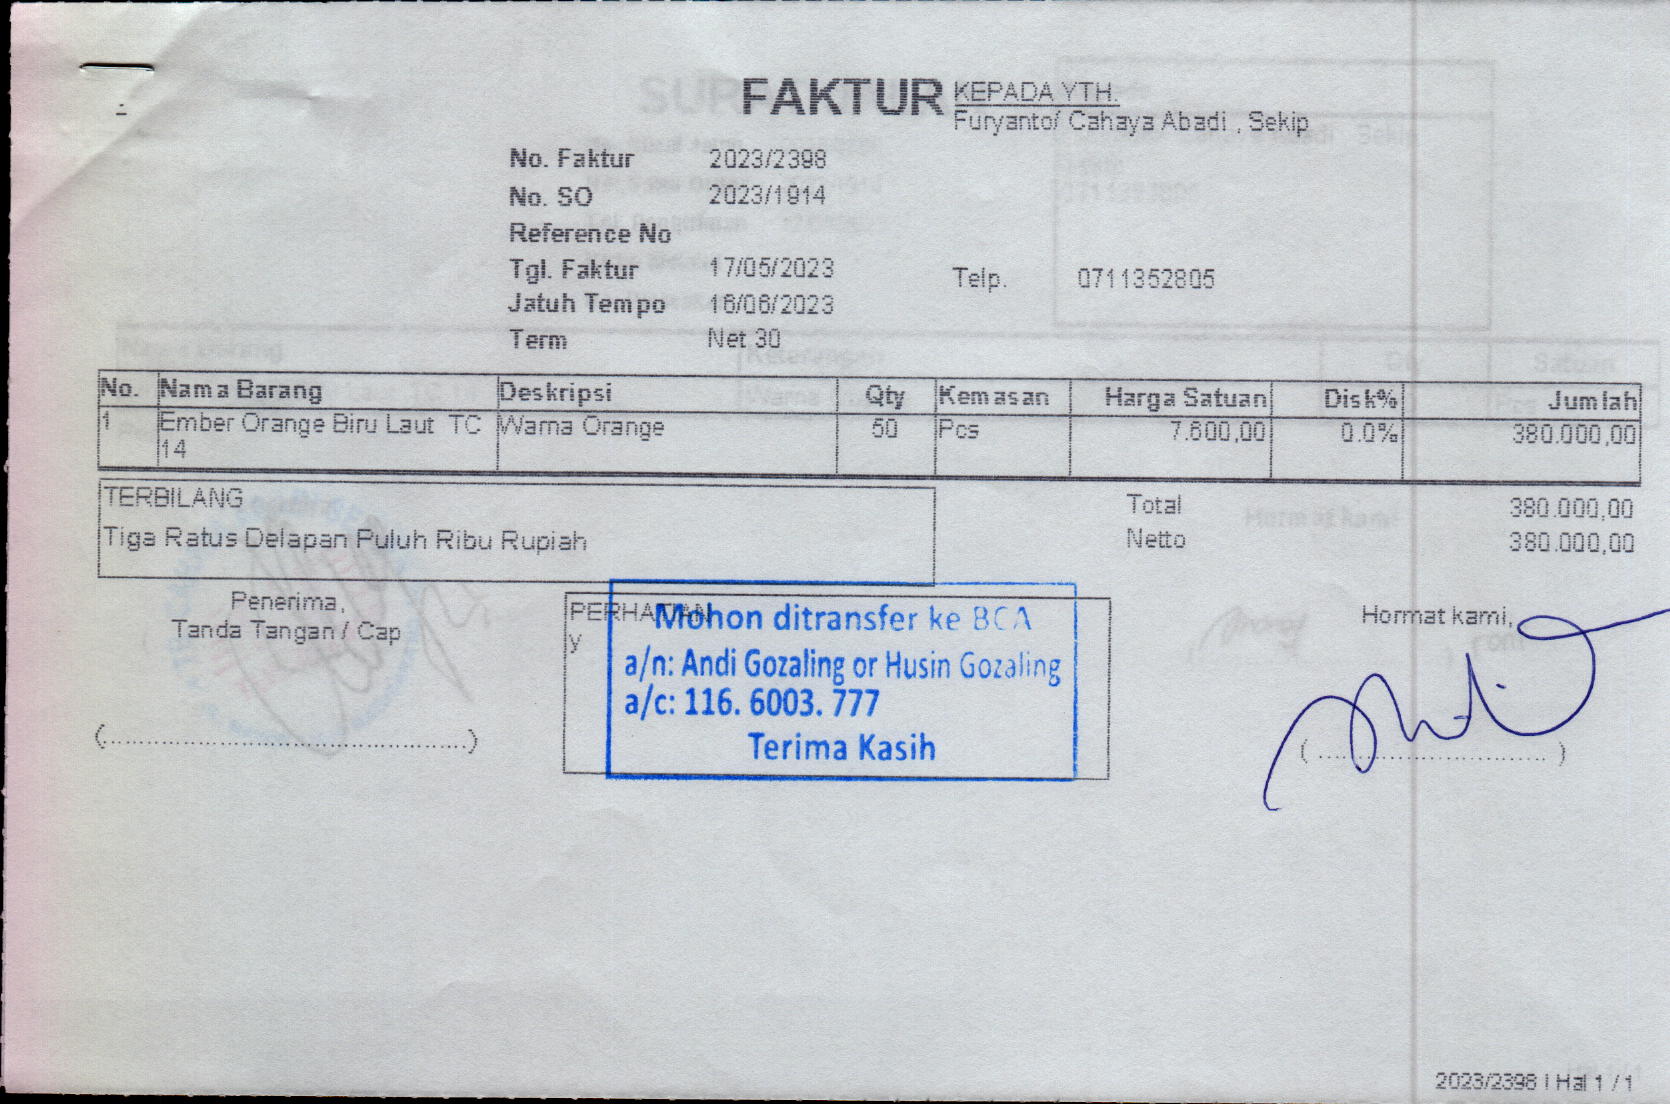 FAKTUR
KEPADA YTH.
Furyanto/ Cahaya Abadi , Sekip
No. Faktur 2023/2398
No. SO 2023/1914
Reference No
Tgl. Faktur 17/05/2023
Telp. 0711352805
Jatuh Tempo 16/06/2023
Term Net 30
No. Nama Barang Deskripsi Qty Kemasan Harga Satuan Disk% Jumlah
1 Ember Orange Biru Laut TC Warna Orange 50 Pcs 7.600,00 0.0% 380.000,00
14
TERBILANG
Tiga Ratus Delapan Puluh Ribu Rupiah
Total 380.000,00
Netto 380.000,00
Penerima,
Tanda Tangan / Cap
PERHATIAN
y
Mohon ditransfer ke BCA
a/n: Andi Gozaling or Husin Gozaling
a/c: 116. 6003. 777
Terima Kasih
Hormat kami,
(..............................................)
( ............................. )
2023/2398 | Hal 1 / 1